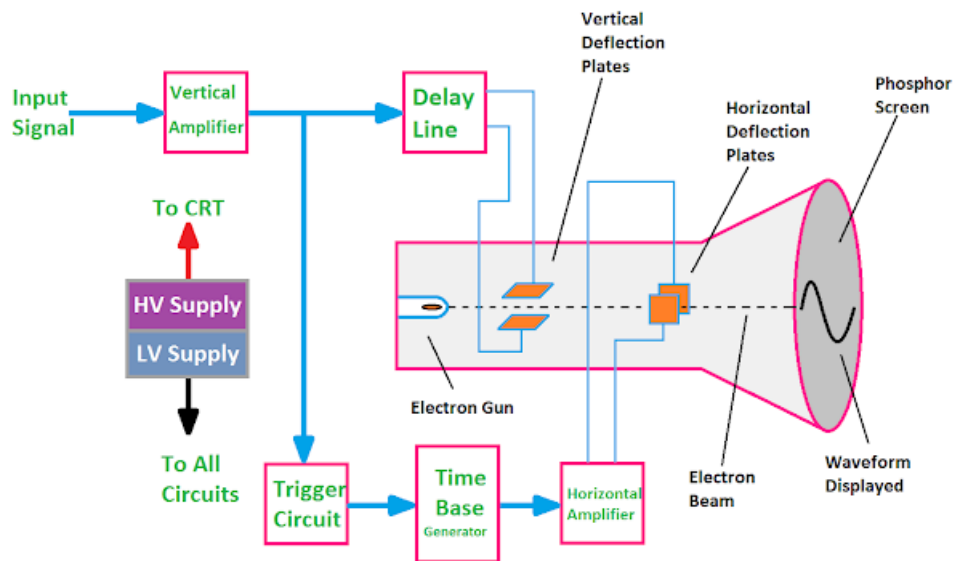 Vertical
Deflection
Plates
Phosphor
Screen
Input
Signal
Vertical
Amplifier
Delay
Line
Horizontal
Deflection
Plates
To CRT
HV Supply
LV Supply
Electron Gun
To All
Circuits
Trigger
Circuit
Time
Base
Generator
Horizontal
Amplifier
Electron
Beam
Waveform
Displayed